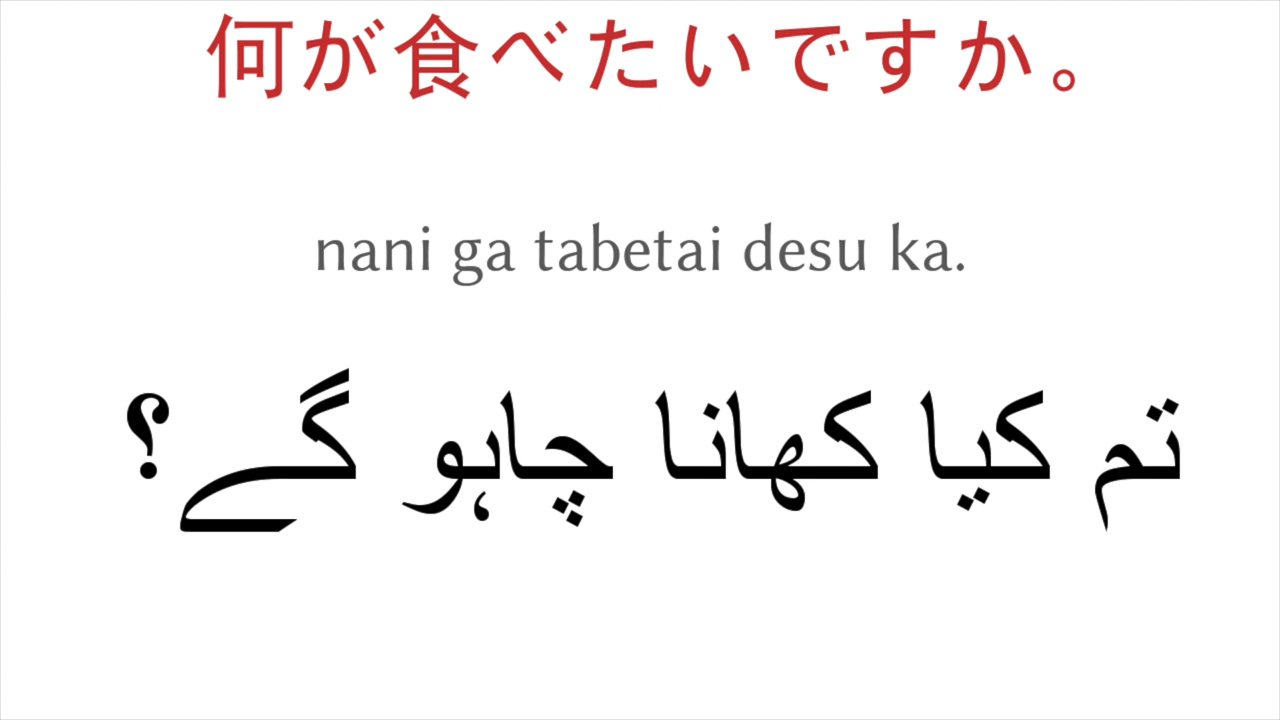 何が食べたいですか。
nani ga tabetai desu ka.
تم کیا کھانا چاہو گے؟